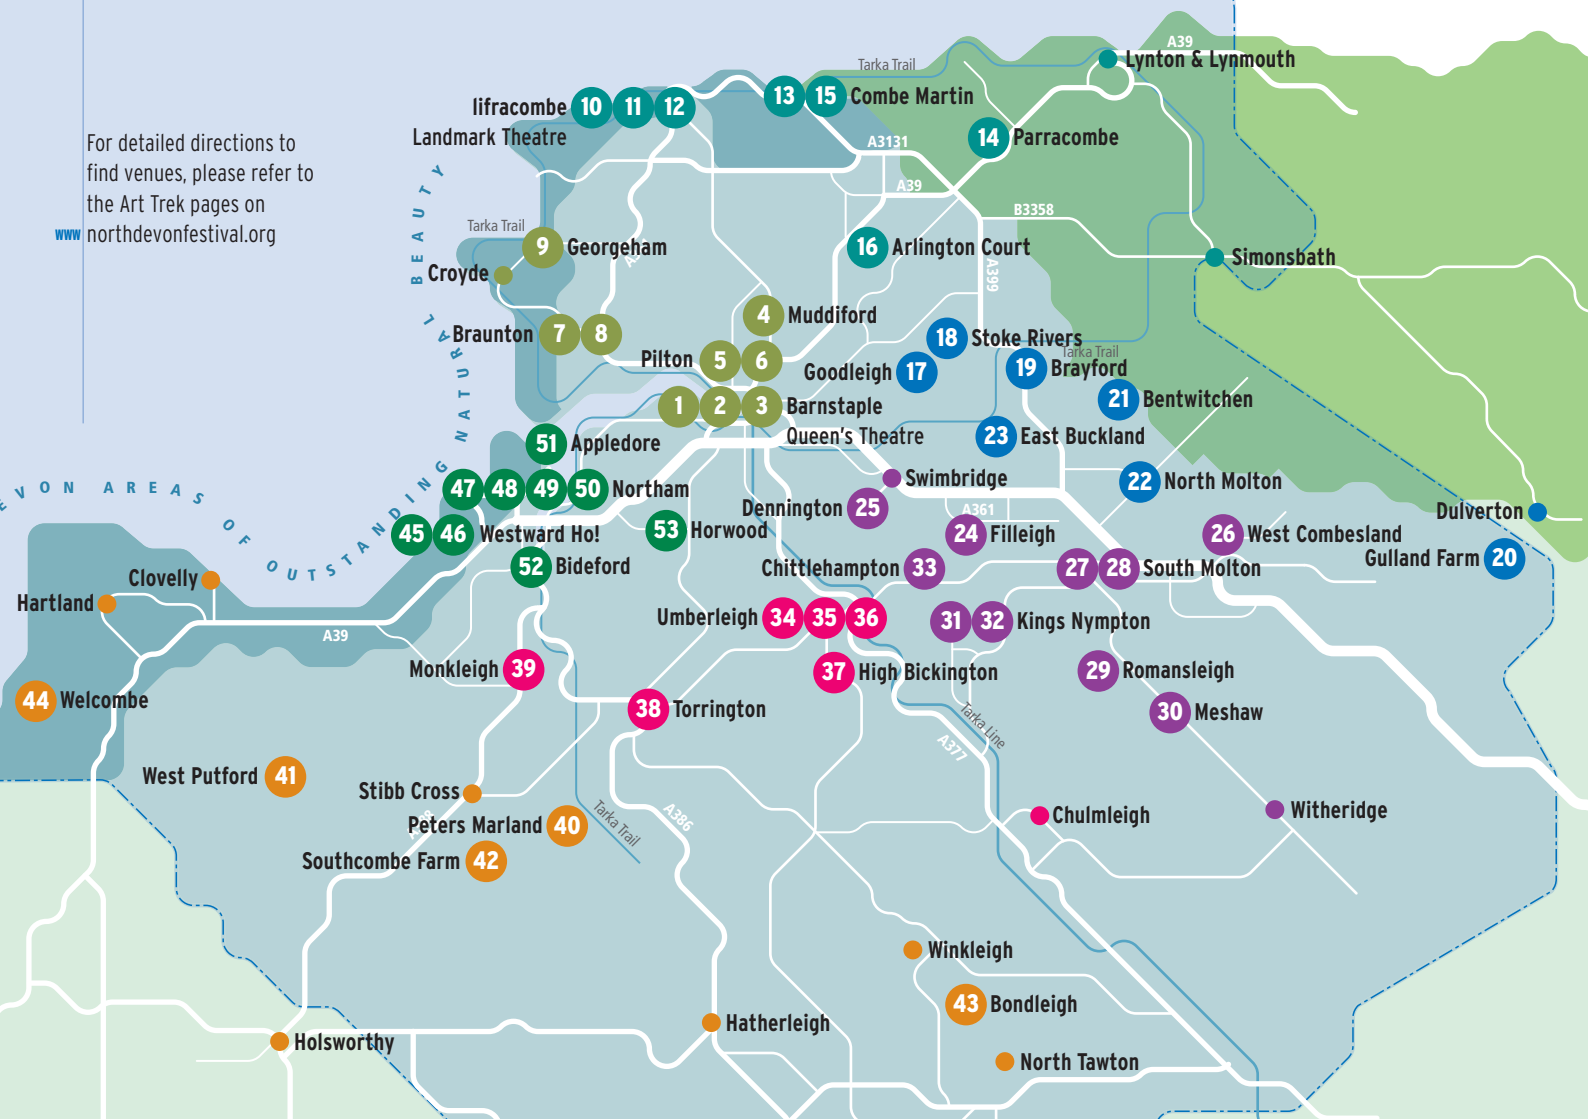 For detailed directions to
find venues, please refer to
the Art Trek pages on
www northdevonfestival.org
DEVON AREAS OF OUTSTANDING NATURAL BEAUTY
A39
Lynton & Lynmouth
Tarka Trail
lifracombe 10 11 12
Landmark Theatre
13 15 Combe Martin
14 Parracombe
A3131
A39
B3358
Tarka Trail
9 Georgeham
Croyde
16 Arlington Court
A399
Simonsbath
4 Muddiford
Braunton 7 8
18 Stoke Rivers
Tarka Trail
Pilton 5 6
Goodleigh 17
19 Brayford
21 Bentwitchen
1 2 3 Barnstaple
Queen's Theatre
23 East Buckland
51 Appledore
Swimbridge
22 North Molton
47 48 49 50 Northam
Dennington 25
A361
Dulverton
45 46 Westward Ho!
53 Horwood
24 Filleigh
26 West Combesland
Gulland Farm 20
52 Bideford
Chittlehampton 33
27 28 South Molton
Clovelly
Hartland
A39
Umberleigh 34 35 36
31 32 Kings Nympton
Monkleigh 39
37 High Bickington
29 Romansleigh
44 Welcombe
38 Torrington
30 Meshaw
Tarka Line
A377
West Putford 41
Stibb Cross
Tarka Trail
A386
Peters Marland 40
Southcombe Farm 42
Chulmleigh
Witheridge
Winkleigh
43 Bondleigh
Hatherleigh
Holsworthy
North Tawton